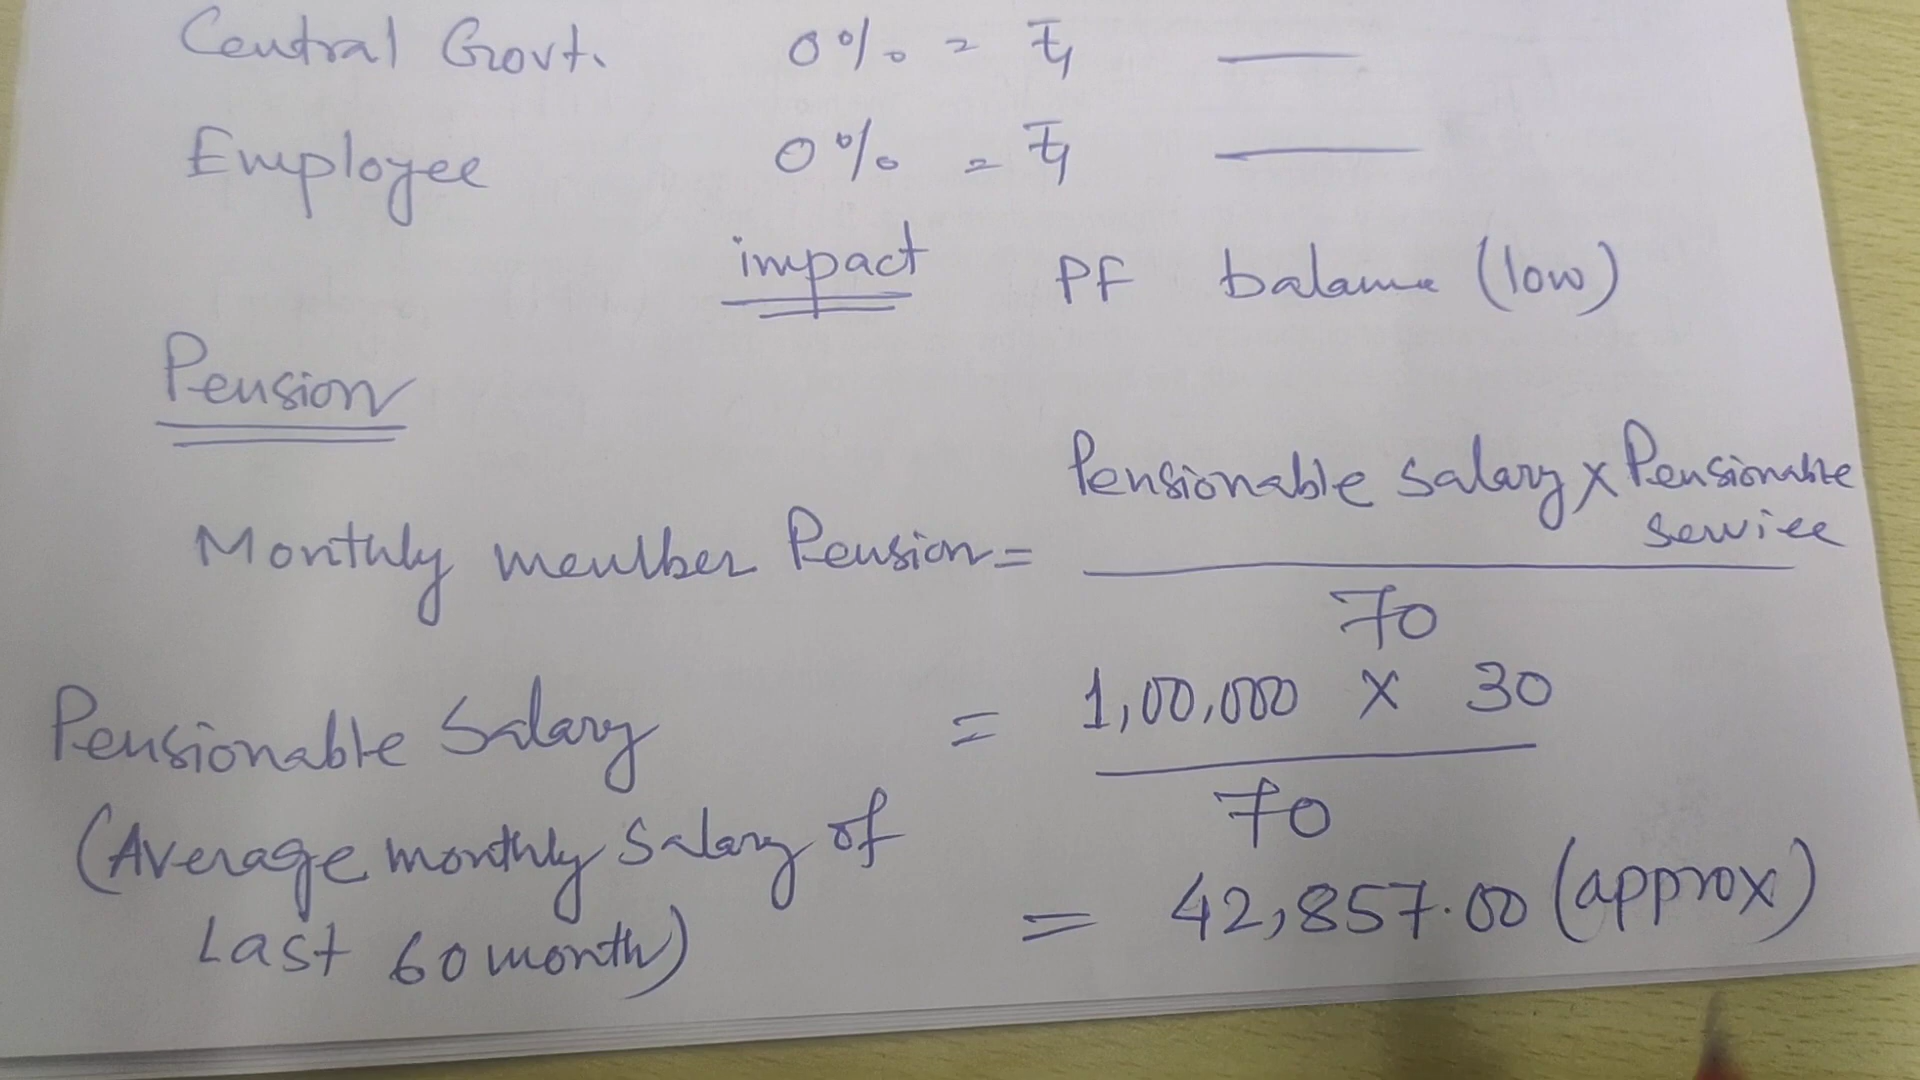 Central Govt. 0% = ₹ —
Employee 0% = ₹ —
impact PF balance (low)
Pension
Pensionable Salary x Pensionable
service
Monthly member Pension =
70
Pensionable Salary = 1,00,000 x 30
70
(Average monthly Salary of
Last 60 month)
= 42,857.00 (approx)